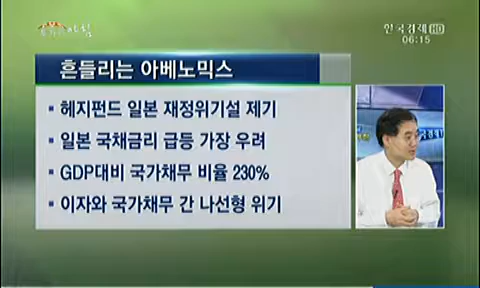 한국경제 HD
06:15
흔들리는 아베노믹스
▪ 헤지펀드 일본 재정위기설 제기
▪ 일본 국채금리 급등 가장 우려
▪ GDP대비 국가채무 비율 230%
▪ 이자와 국가채무 간 나선형 위기